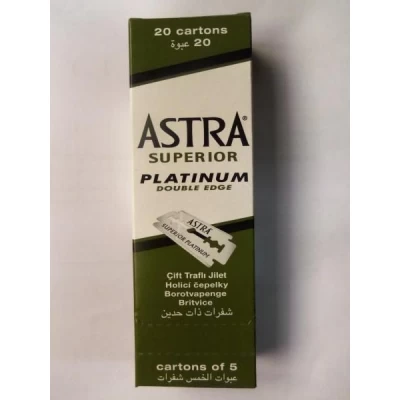 20 cartons
20 عبوة
ASTRA®
SUPERIOR
PLATINUM
DOUBLE EDGE
ASTRA
SUPERIOR PLATINUM
Çift Traflı Jilet
Holicí čepelky
Borotvapenge
Britvice
شفرات ذات حدين
cartons of 5
عبوات الخمس شفرات